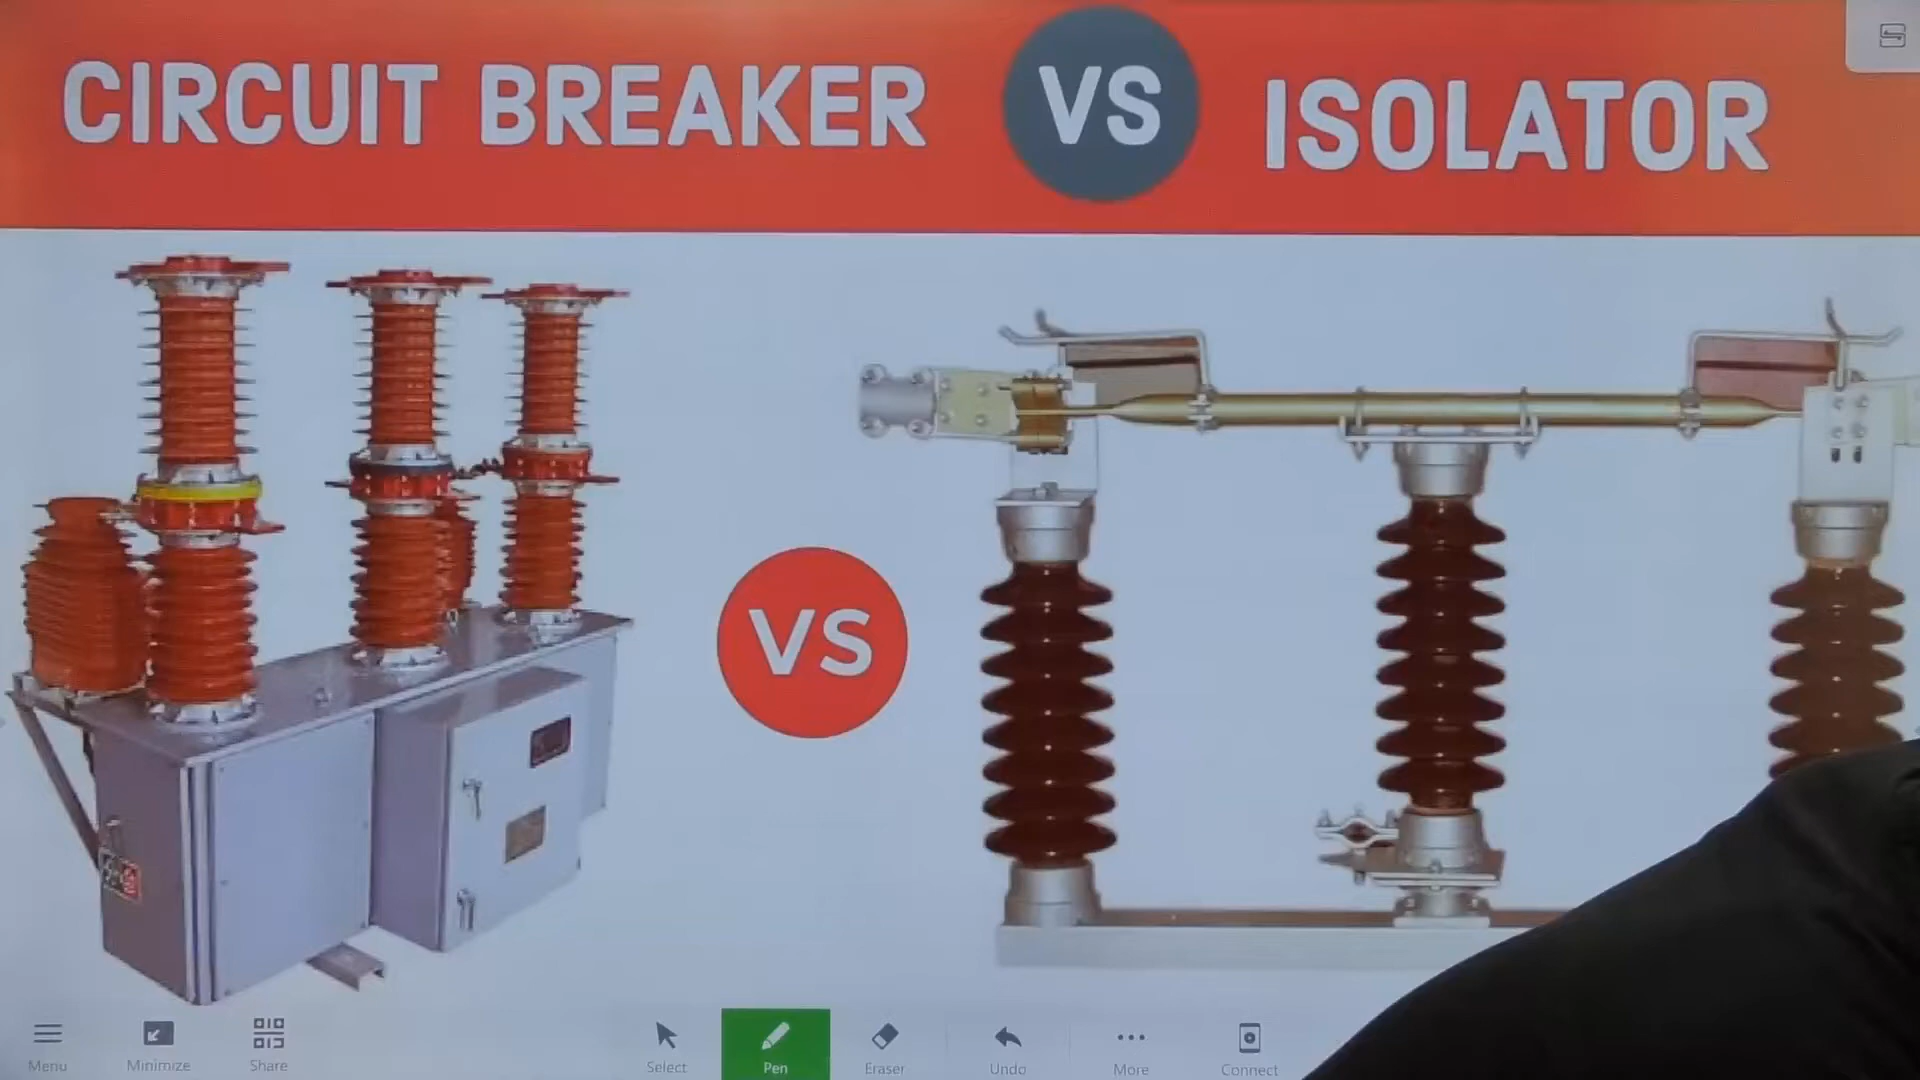 CIRCUIT BREAKER VS ISOLATOR
VS
Menu
Minimize
Share
Select
Pen
Eraser
Undo
More
Connect